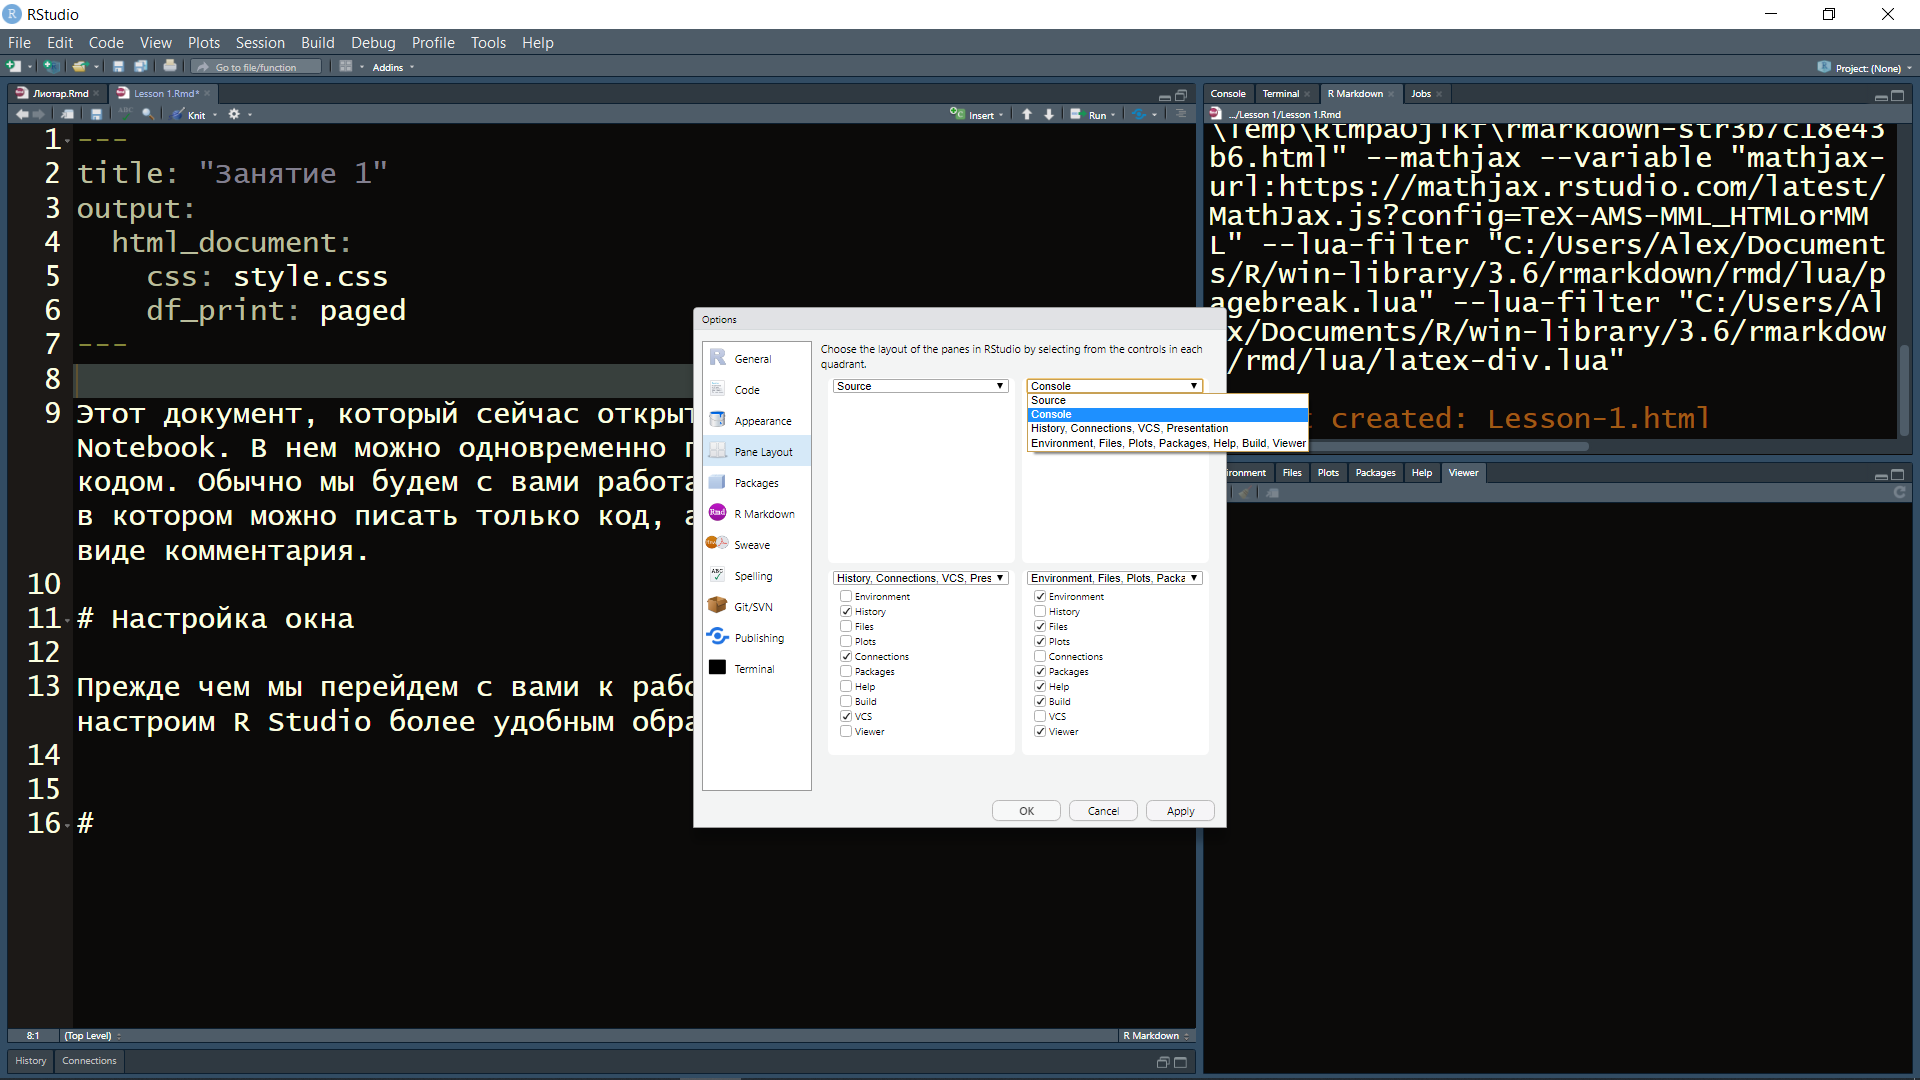 RStudio
File Edit Code View Plots Session Build Debug Profile Tools Help
Go to file/function Addins Project: (None)
Лиотар.Rmd Lesson 1.Rmd*
ABC Knit Insert Run
1 ---
2 title: "Занятие 1"
3 output:
4 html_document:
5 css: style.css
6 df_print: paged
7 ---
8
9 Этот документ, который сейчас открыт
Notebook. В нем можно одновременно
кодом. Обычно мы будем с вами
в котором можно писать только код,
виде комментария.
10
11 # Настройка окна
12
13 Прежде чем мы перейдем с вами к
настроим R Studio более удобным
14
15
16 #
8:1 (Top Level) R Markdown
History Connections
Console Terminal R Markdown Jobs
.../Lesson 1/Lesson 1.Rmd
\Temp\RtmpaOjTkf\rmarkdown-str3b7c18e43
b6.html" --mathjax --variable "mathjax-
url:https://mathjax.rstudio.com/latest/
MathJax.js?config=TeX-AMS-MML_HTMLorMM
L" --lua-filter "C:/Users/Alex/Document
s/R/win-library/3.6/rmarkdown/rmd/lua/p
agebreak.lua" --lua-filter "C:/Users/Al
x/Documents/R/win-library/3.6/rmarkdow
/rmd/lua/latex-div.lua"
created: Lesson-1.html
ironment Files Plots Packages Help Viewer
Options
General
Code
Appearance
Pane Layout
Packages
Rmd R Markdown
Sweave
ABC Spelling
Git/SVN
Publishing
Terminal
Choose the layout of the panes in RStudio by selecting from the controls in each
quadrant.
Source
Console
Source
Console
History, Connections, VCS, Presentation
Environment, Files, Plots, Packages, Help, Build, Viewer
History, Connections, VCS, Pres
Environment
History
Files
Plots
Connections
Packages
Help
Build
VCS
Viewer
Environment, Files, Plots, Packa
Environment
History
Files
Plots
Connections
Packages
Help
Build
VCS
Viewer
OK Cancel Apply